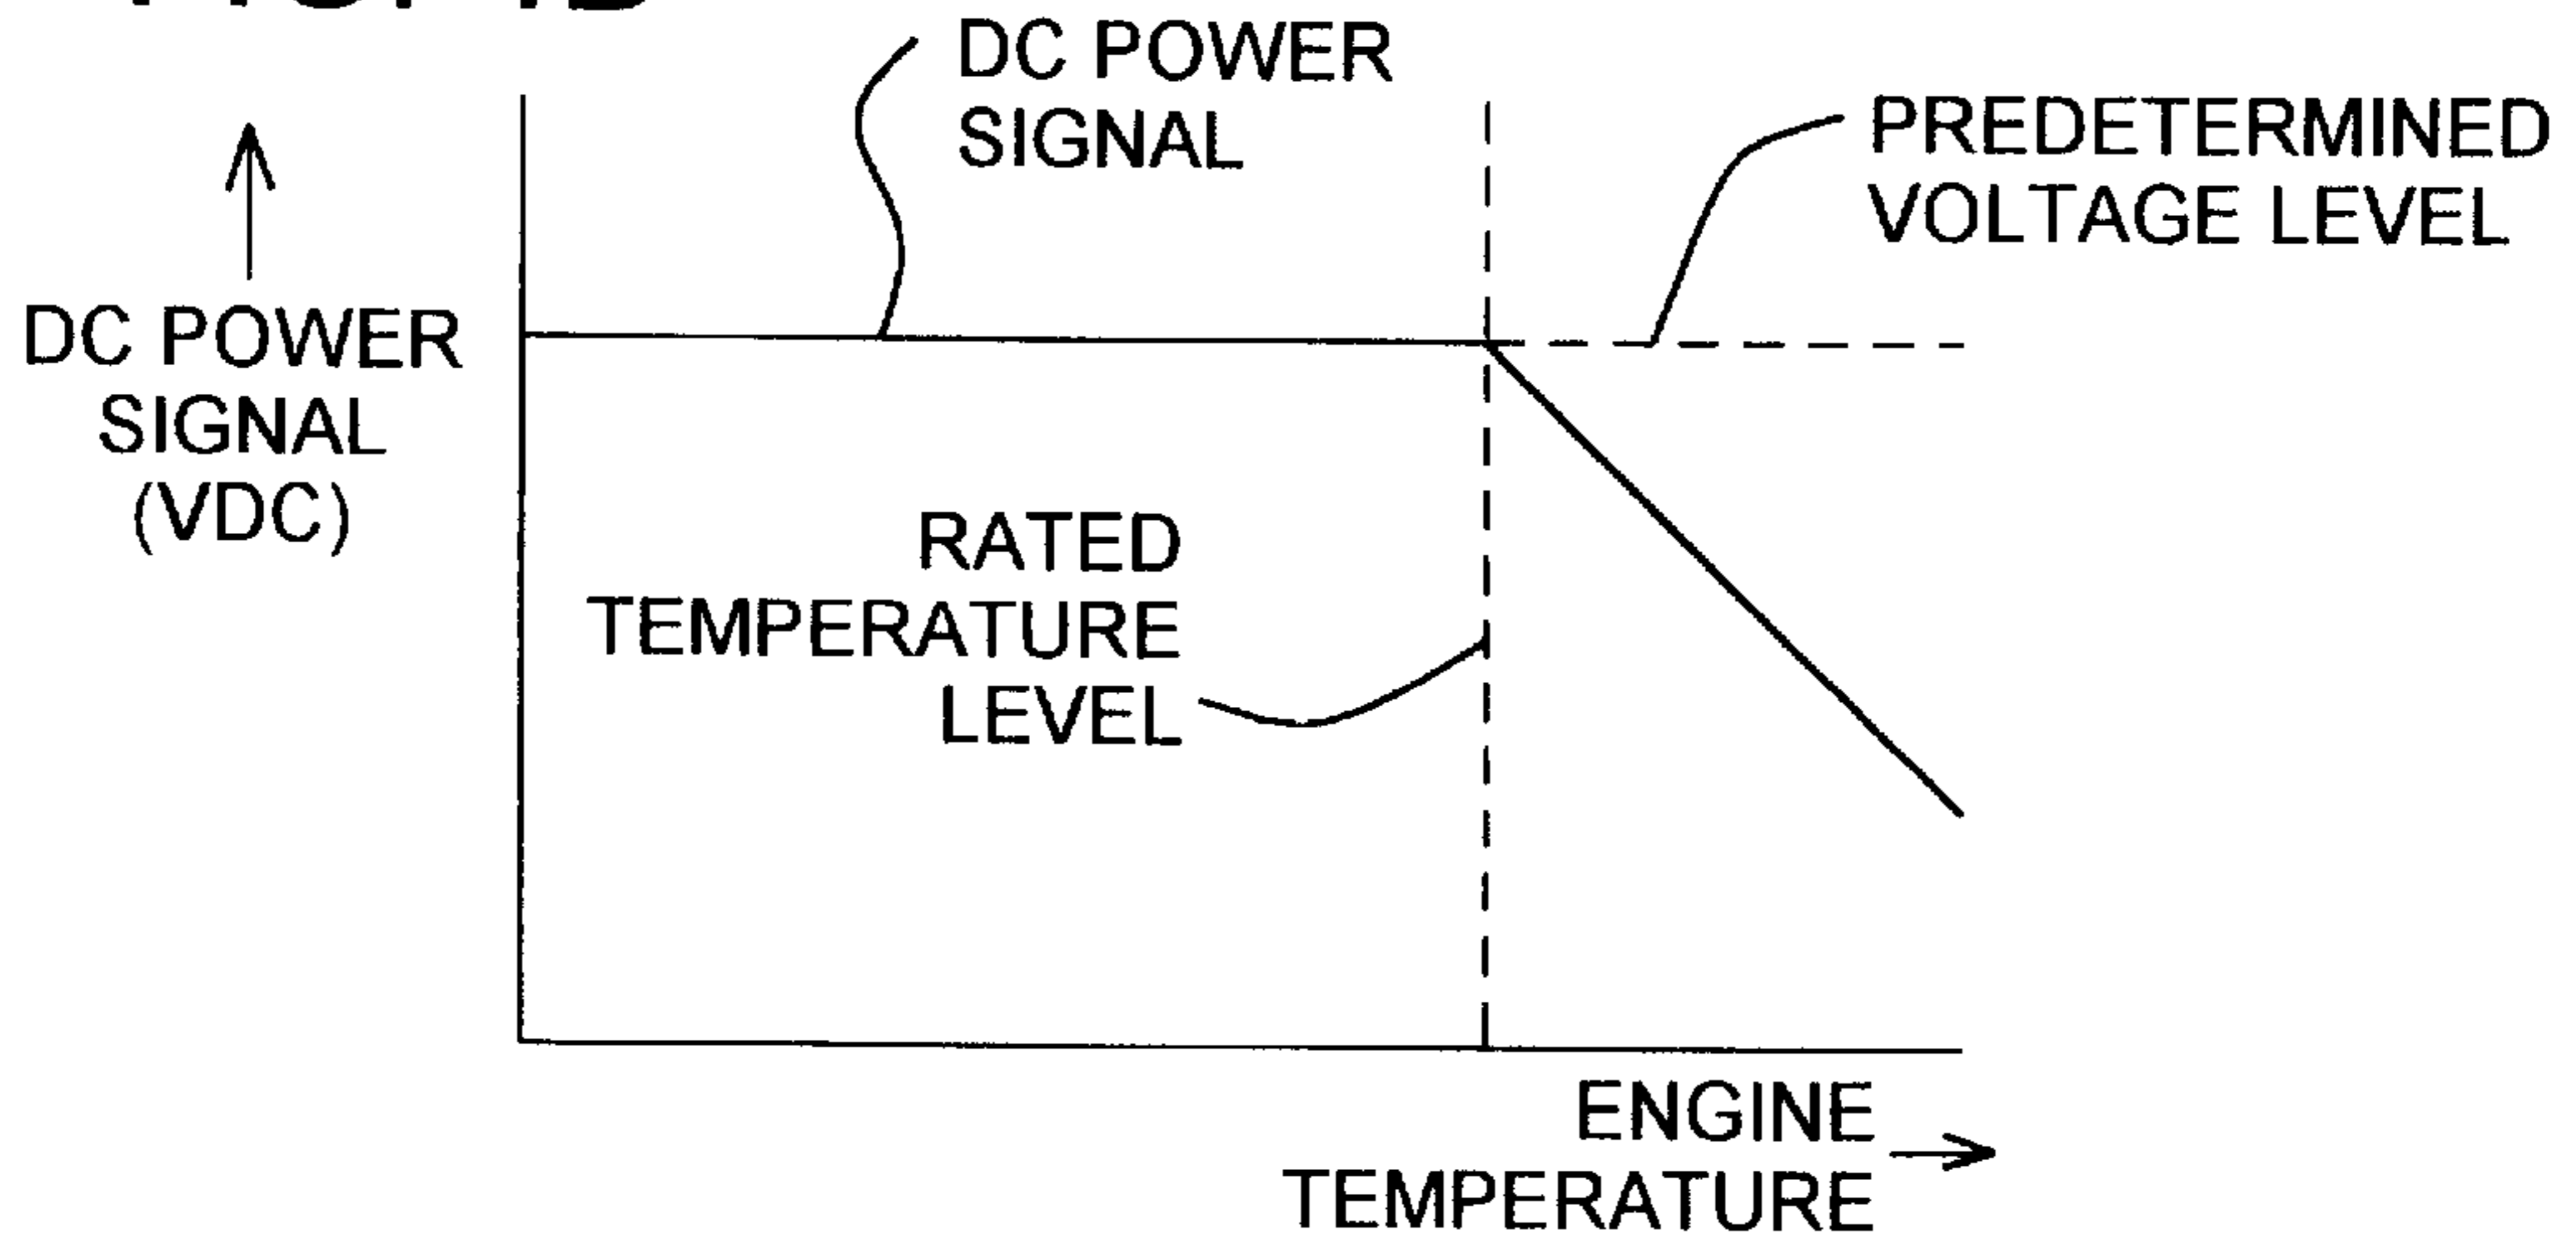 DC POWER
SIGNAL
PREDETERMINED
VOLTAGE LEVEL
DC POWER
SIGNAL
(VDC)
RATED
TEMPERATURE
LEVEL
ENGINE
TEMPERATURE